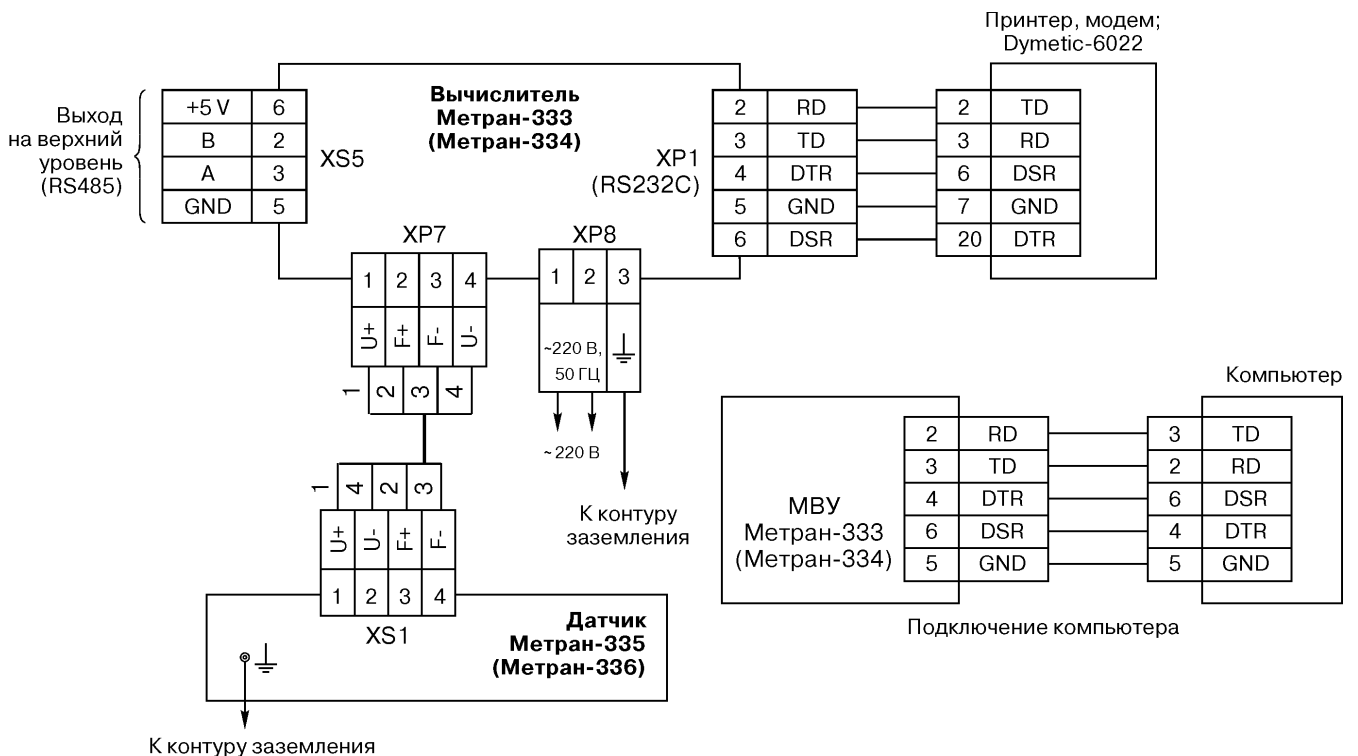 Принтер, модем;
Dymetic-6022
Выход
на верхний
уровень
(RS485)
+5 V 6
B 2
A 3
GND 5
XS5
Вычислитель
Метран-333
(Метран-334)
XP1
(RS232C)
2 RD
3 TD
4 DTR
5 GND
6 DSR
2 TD
3 RD
6 DSR
7 GND
20 DTR
XP7
1 2 3 4
U+ F+ F- U-
1 2 3 4
XP8
1 2 3
~220 В,
50 ГЦ
~220 В
К контуру
заземления
1 4 2 3
U+ U- F+ F-
1 2 3 4
XS1
Датчик
Метран-335
(Метран-336)
К контуру заземления
Компьютер
МВУ
Метран-333
(Метран-334)
2 RD
3 TD
4 DTR
6 DSR
5 GND
3 TD
2 RD
6 DSR
4 DTR
5 GND
Подключение компьютера